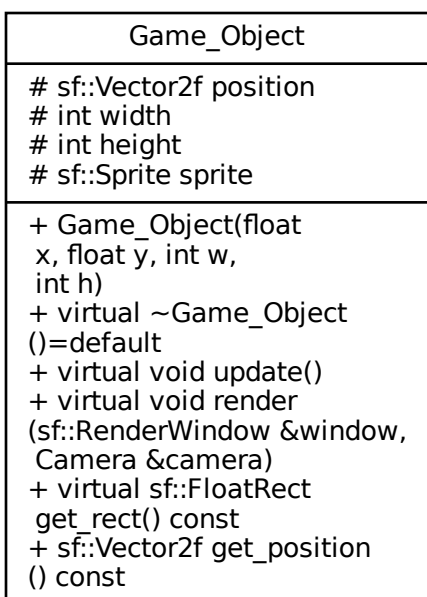 Game_Object
# sf::Vector2f position
# int width
# int height
# sf::Sprite sprite
+ Game_Object(float
x, float y, int w,
int h)
+ virtual ~Game_Object
()=default
+ virtual void update()
+ virtual void render
(sf::RenderWindow &window,
Camera &camera)
+ virtual sf::FloatRect
get_rect() const
+ sf::Vector2f get_position
() const